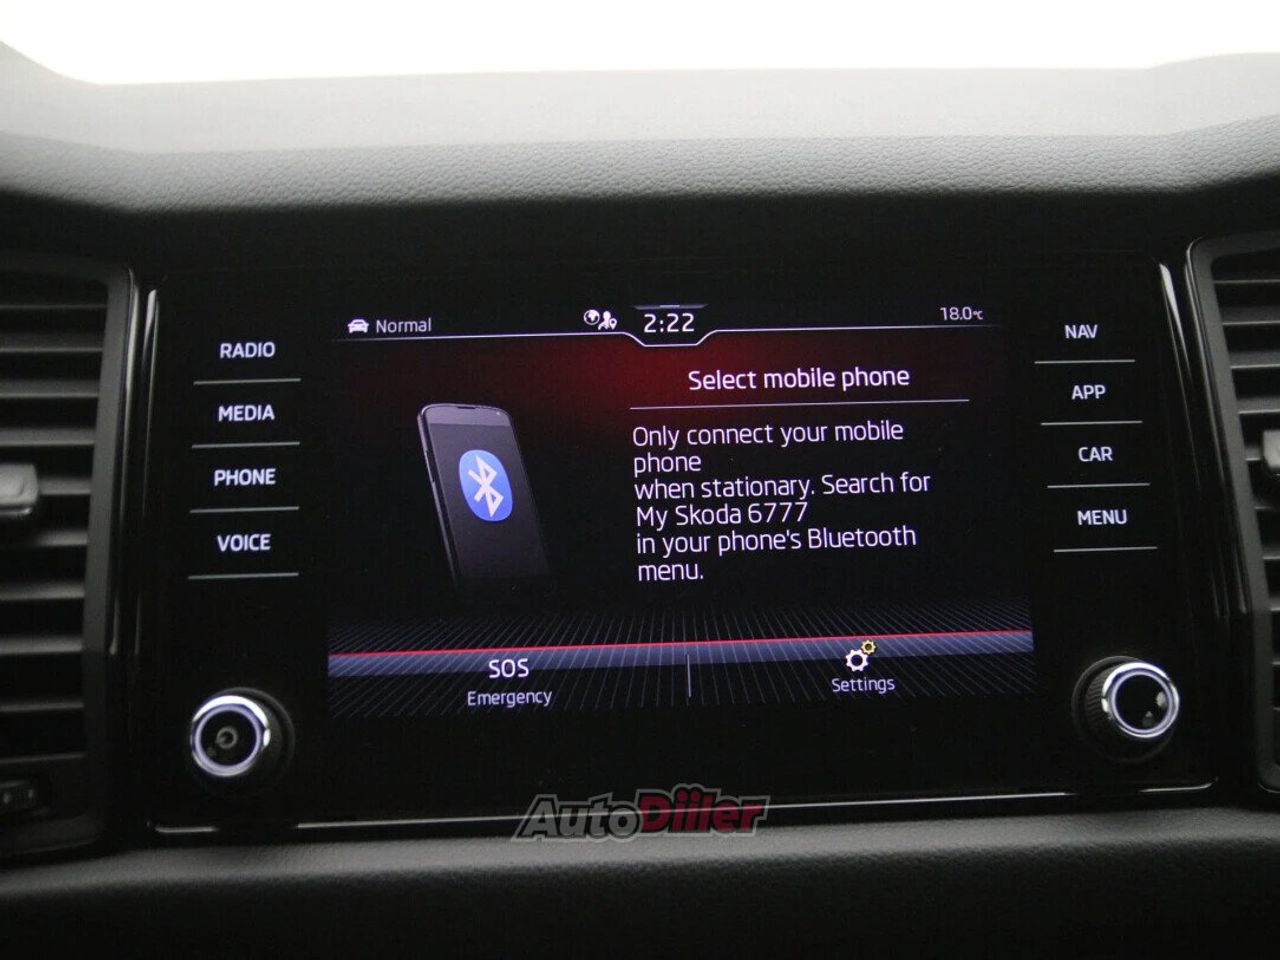 Normal
2:22
18.0°C
RADIO
MEDIA
PHONE
VOICE
Select mobile phone
Only connect your mobile
phone
when stationary. Search for
My Skoda 6777
in your phone's Bluetooth
menu.
NAV
APP
CAR
MENU
SOS
Emergency
Settings
AutoDiiler